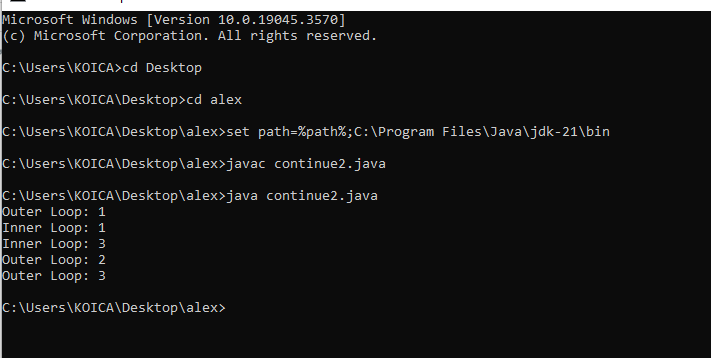 Microsoft Windows [Version 10.0.19045.3570]
(c) Microsoft Corporation. All rights reserved.
C:\Users\KOICA>cd Desktop
C:\Users\KOICA\Desktop>cd alex
C:\Users\KOICA\Desktop\alex>set path=%path%;C:\Program Files\Java\jdk-21\bin
C:\Users\KOICA\Desktop\alex>javac continue2.java
C:\Users\KOICA\Desktop\alex>java continue2.java
Outer Loop: 1
Inner Loop: 1
Inner Loop: 3
Outer Loop: 2
Outer Loop: 3
C:\Users\KOICA\Desktop\alex>